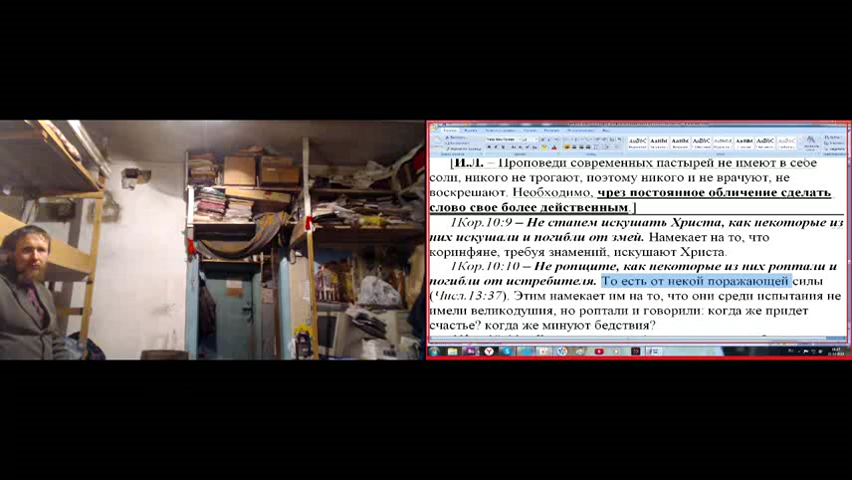 [И.Л. – Проповеди современных пастырей не имеют в себе
соли, никого не трогают, поэтому никого и не врачуют, не
воскрешают. Необходимо, чрез постоянное обличение сделать
слово свое более действенным.]
1Кор.10:9 – Не станем искушать Христа, как некоторые из
них искушали и погибли от змей. Намекает на то, что
коринфяне, требуя знамений, искушают Христа.
1Кор.10:10 – Не ропщите, как некоторые из них роптали и
погибли от истребителя. То есть от некой поражающей силы
(Числ.13:37). Этим намекает им на то, что они среди испытания не
имели великодушия, но роптали и говорили: когда же придет
счастье? когда же минуют бедствия?